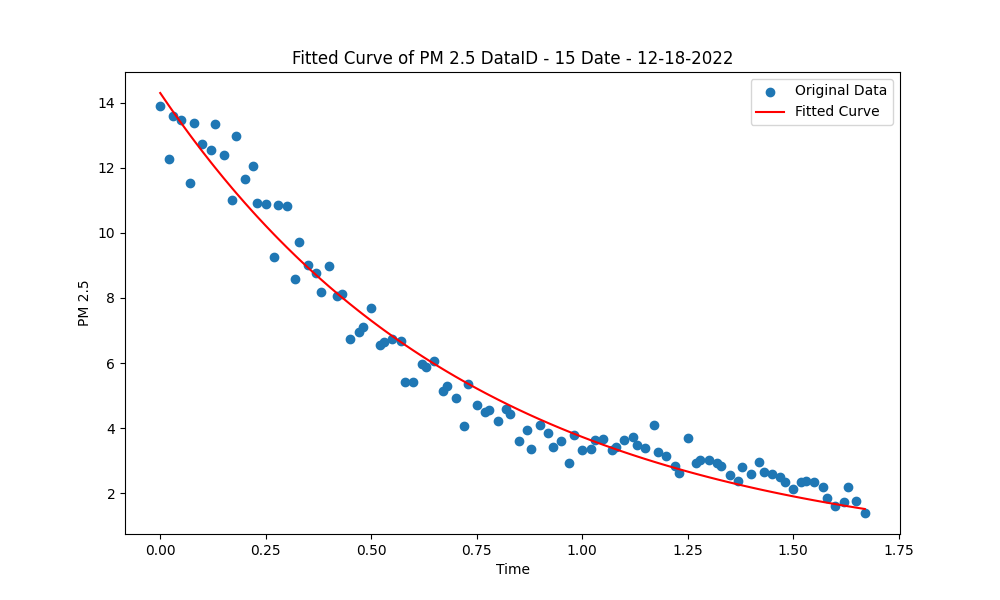 Fitted Curve of PM 2.5 DataID - 15 Date - 12-18-2022
Original Data
Fitted Curve
PM 2.5
14
12
10
8
6
4
2
0.00 0.25 0.50 0.75 1.00 1.25 1.50 1.75
Time